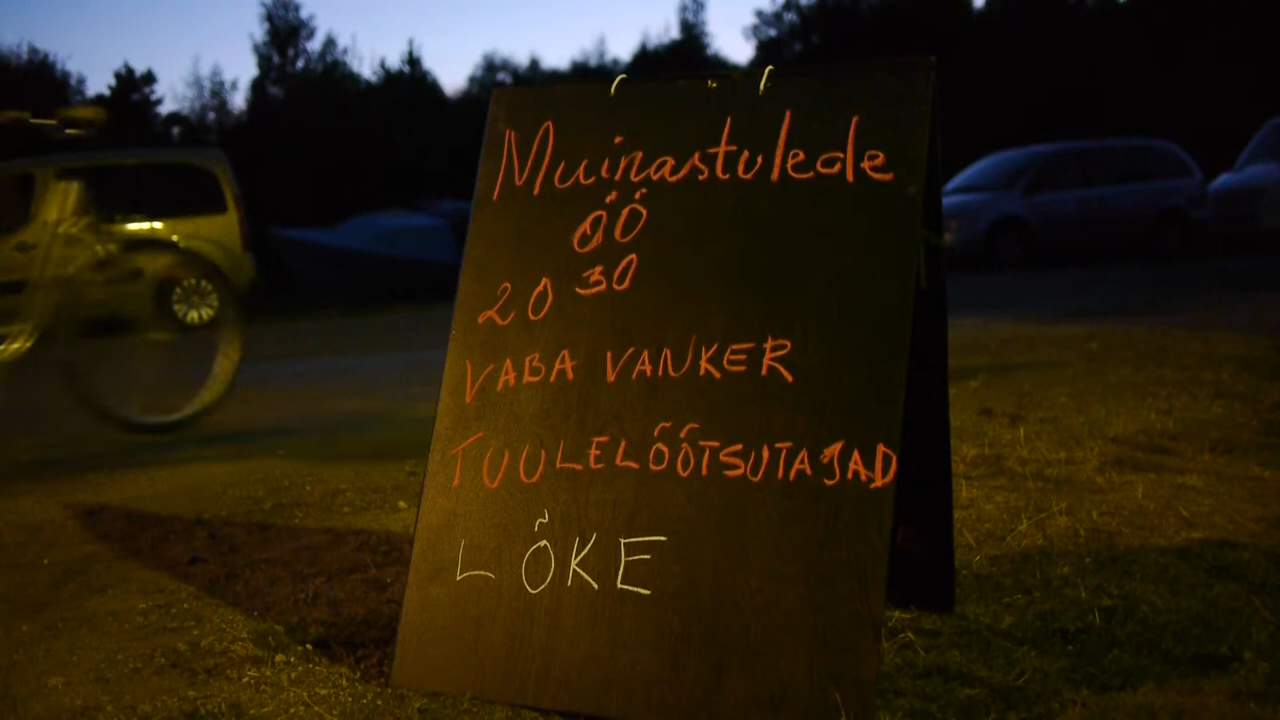 Muinastulede
ÖÖ
20 30
VABA VANKER
TUULELÕÕTSUTAJAD
LÕKE